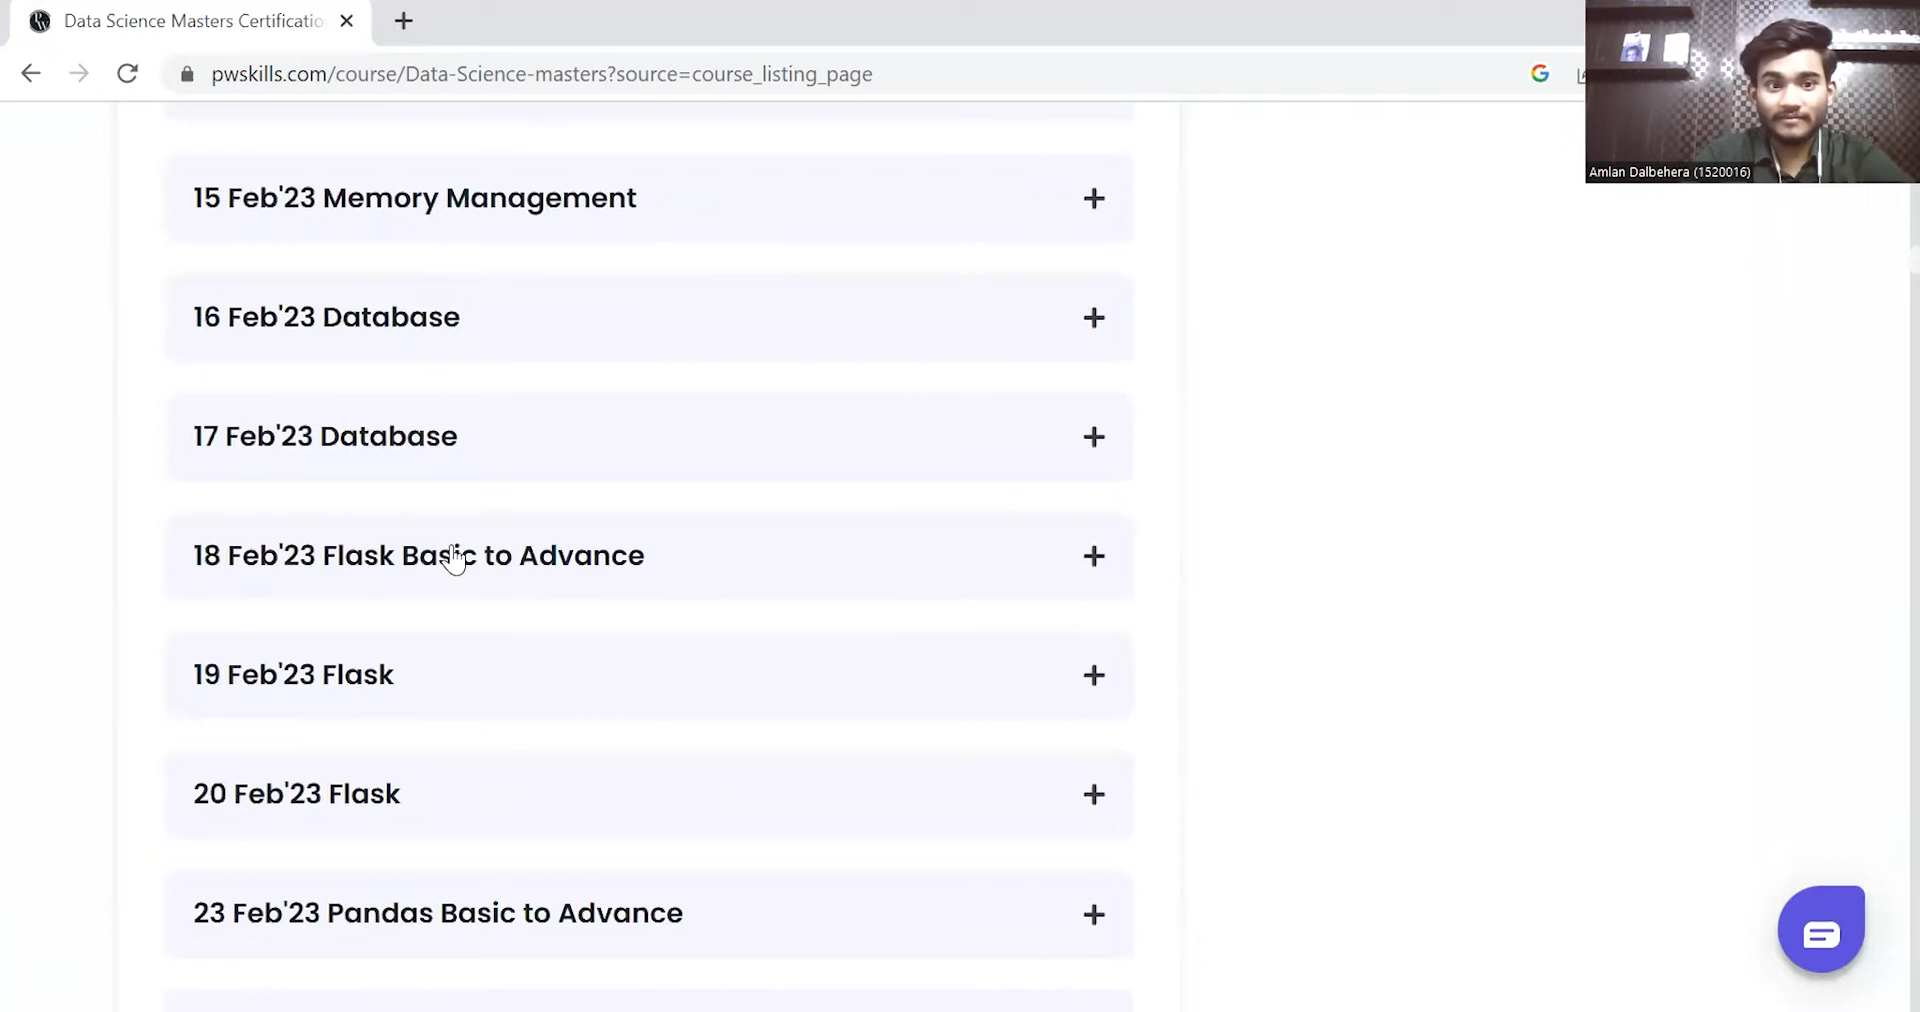 Data Science Masters Certificatio
pwskills.com/course/Data-Science-masters?source=course_listing_page
Amlan Dalbehera (1520016)
15 Feb'23 Memory Management
16 Feb'23 Database
17 Feb'23 Database
18 Feb'23 Flask Basic to Advance
19 Feb'23 Flask
20 Feb'23 Flask
23 Feb'23 Pandas Basic to Advance